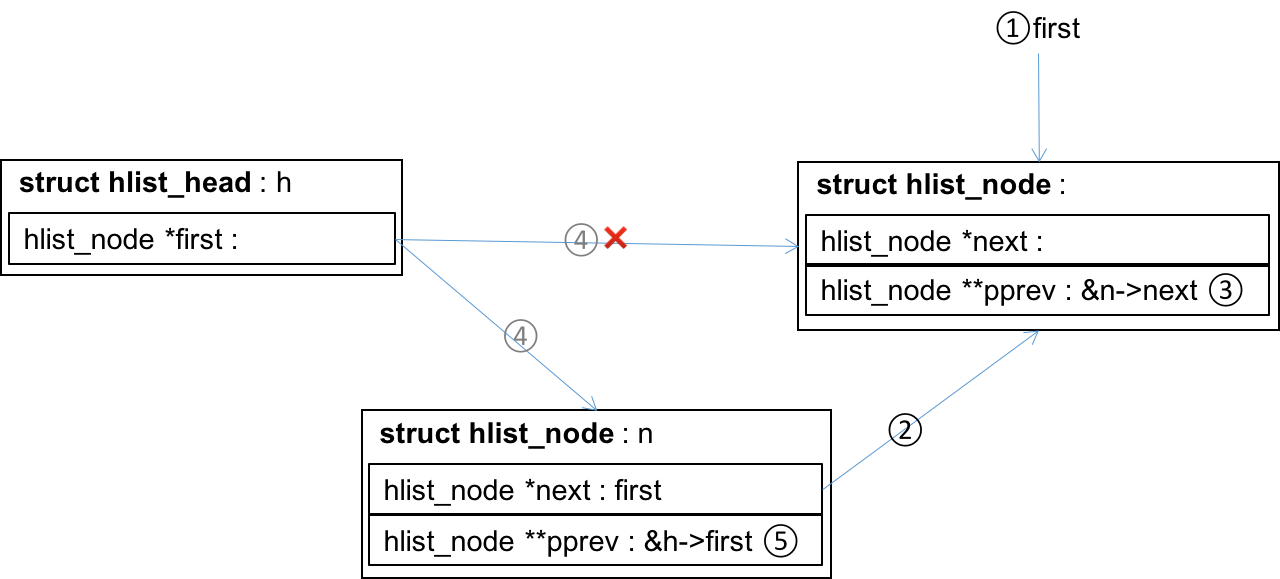 ①first
struct hlist_head : h
hlist_node *first :
④
struct hlist_node :
hlist_node *next :
hlist_node **pprev : &n->next ③
④
②
struct hlist_node : n
hlist_node *next : first
hlist_node **pprev : &h->first ⑤